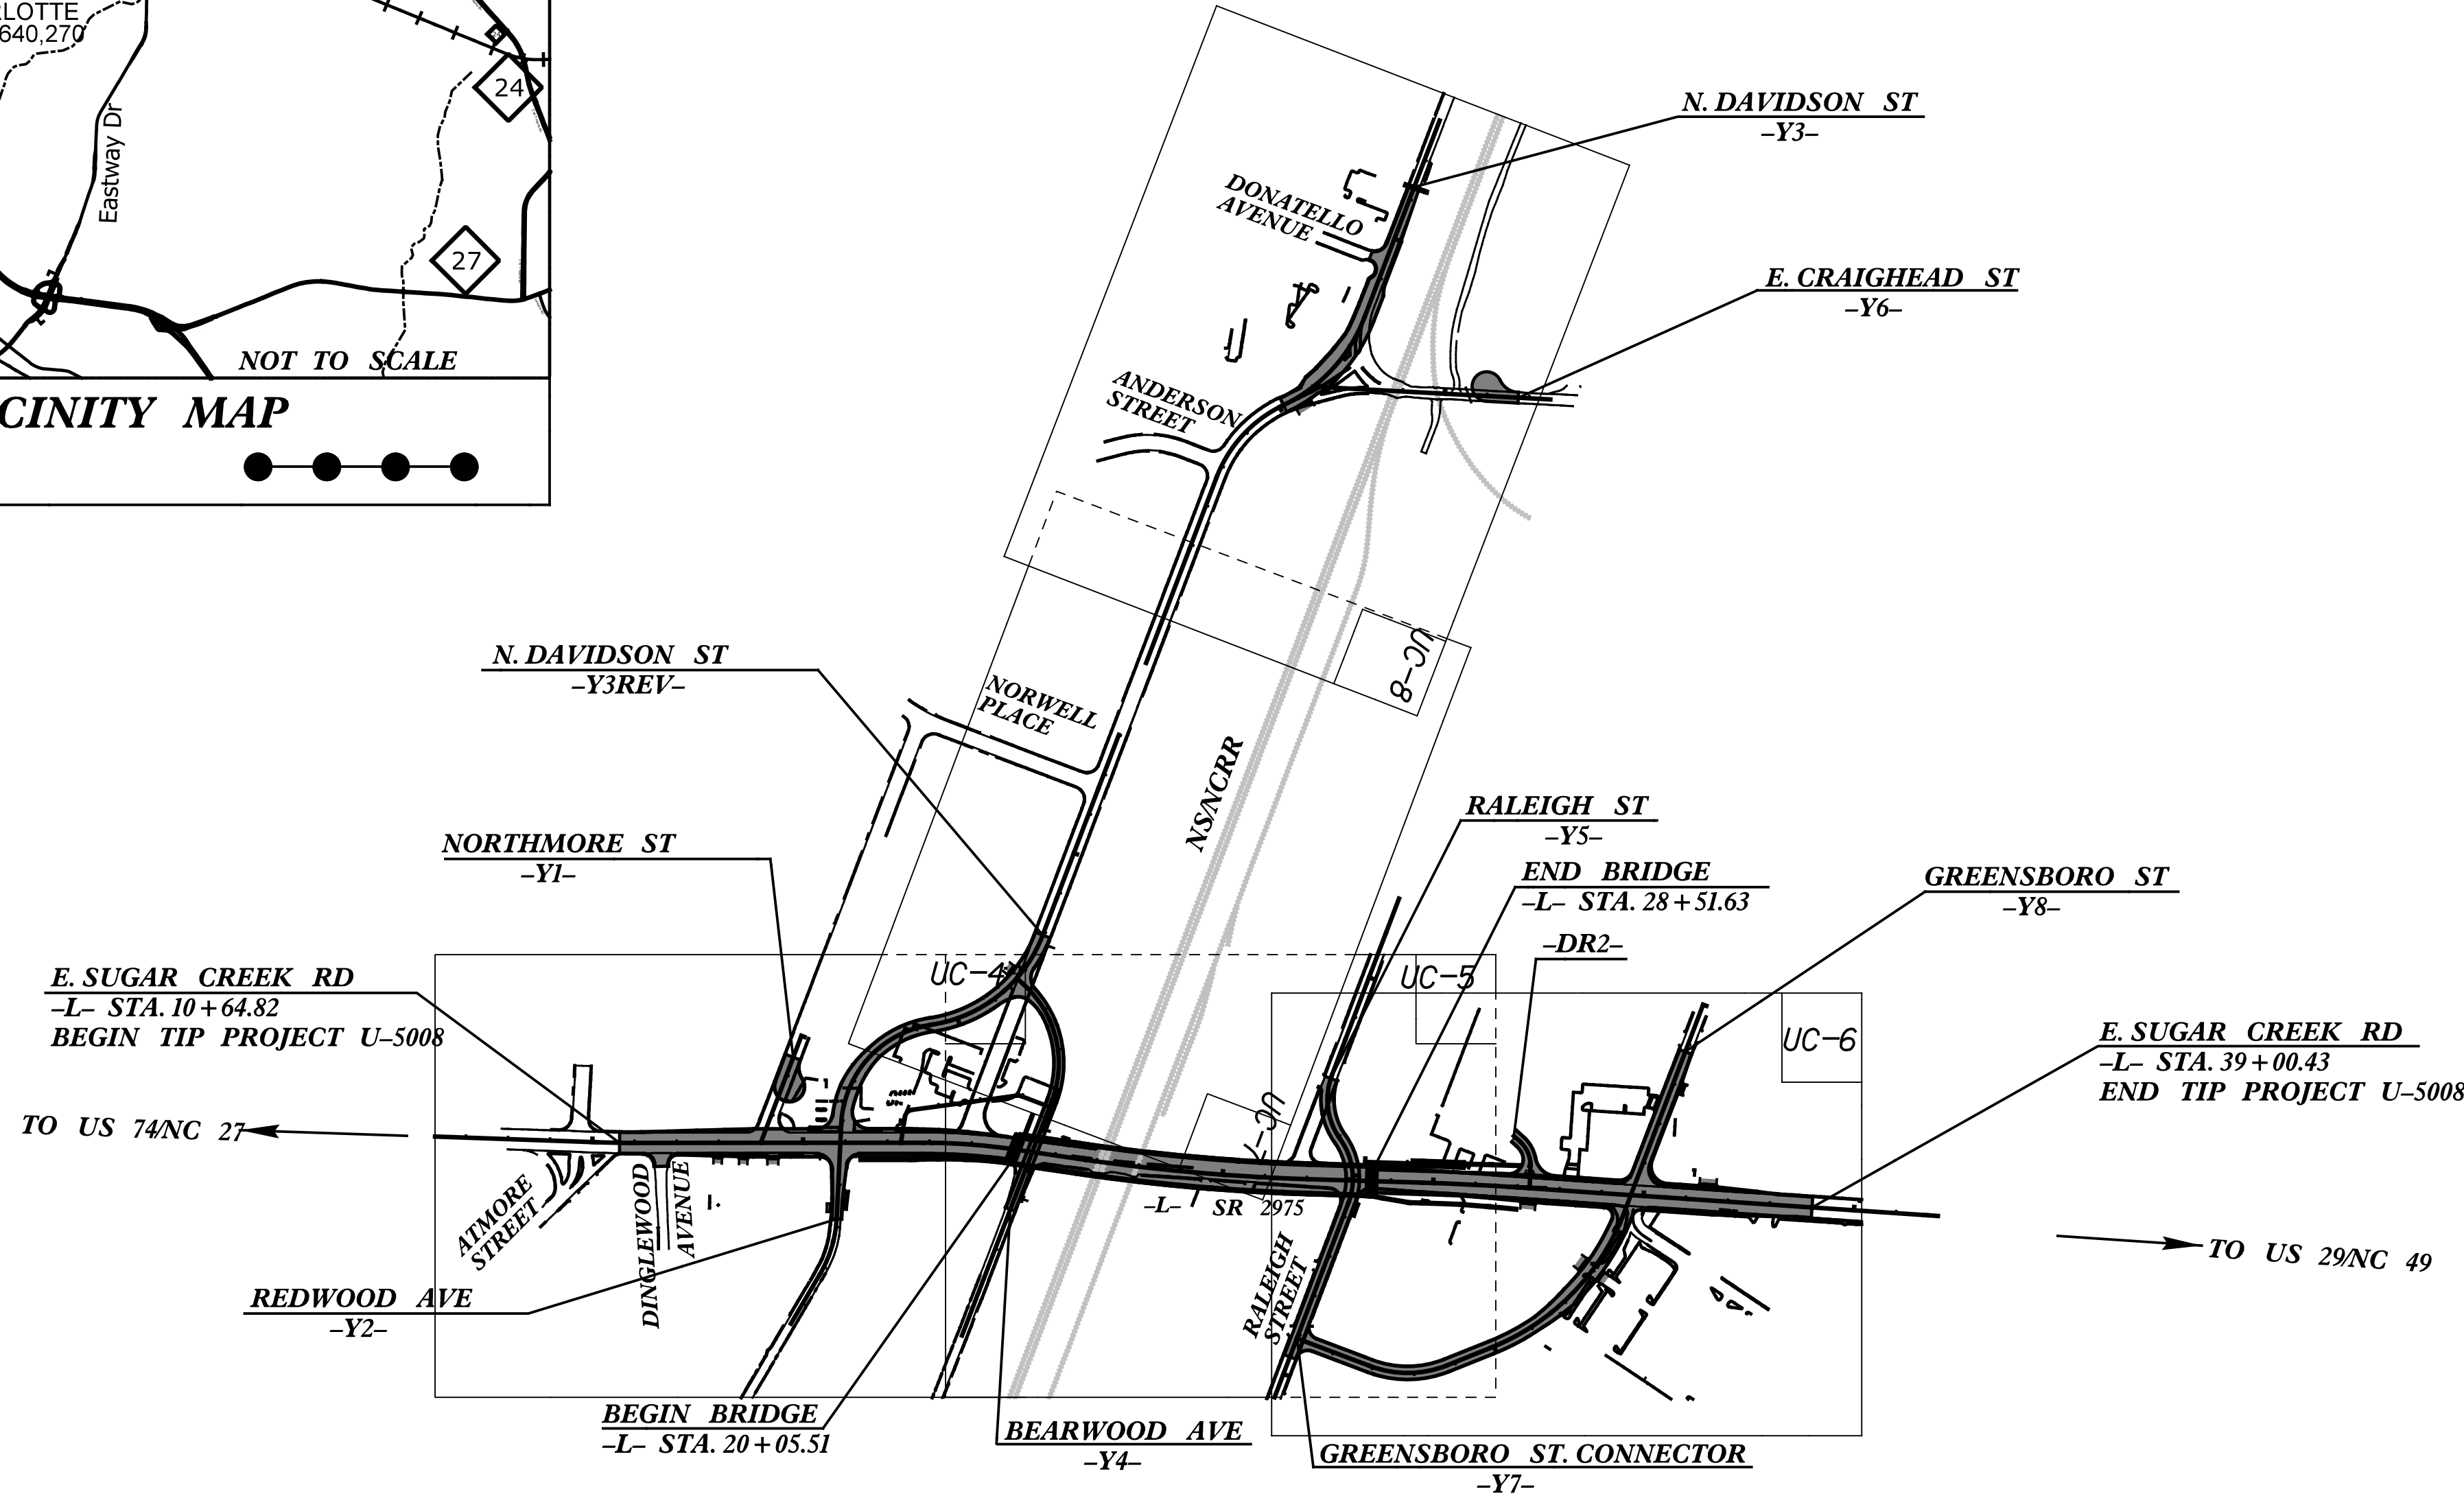 RLOTTE
640,270
24
Eastway Dr
27
NOT TO SCALE
CINITY MAP
N. DAVIDSON ST
–Y3–
DONATELLO
AVENUE
E. CRAIGHEAD ST
–Y6–
ANDERSON
STREET
UC-8
N. DAVIDSON ST
–Y3REV–
NORWELL
PLACE
NS/NCRR
RALEIGH ST
–Y5–
NORTHMORE ST
–Y1–
END BRIDGE
–L– STA. 28+51.63
GREENSBORO ST
–Y8–
–DR2–
UC-4
UC-5
UC-6
E. SUGAR CREEK RD
–L– STA. 10+64.82
BEGIN TIP PROJECT U–5008
E. SUGAR CREEK RD
–L– STA. 39+00.43
END TIP PROJECT U–5008
TO US 74/NC 27
UC-7
ATMORE
STREET
DINGLEWOOD
AVENUE
–L– SR 2975
TO US 29/NC 49
RALEIGH
STREET
REDWOOD AVE
–Y2–
BEGIN BRIDGE
–L– STA. 20+05.51
BEARWOOD AVE
–Y4–
GREENSBORO ST. CONNECTOR
–Y7–